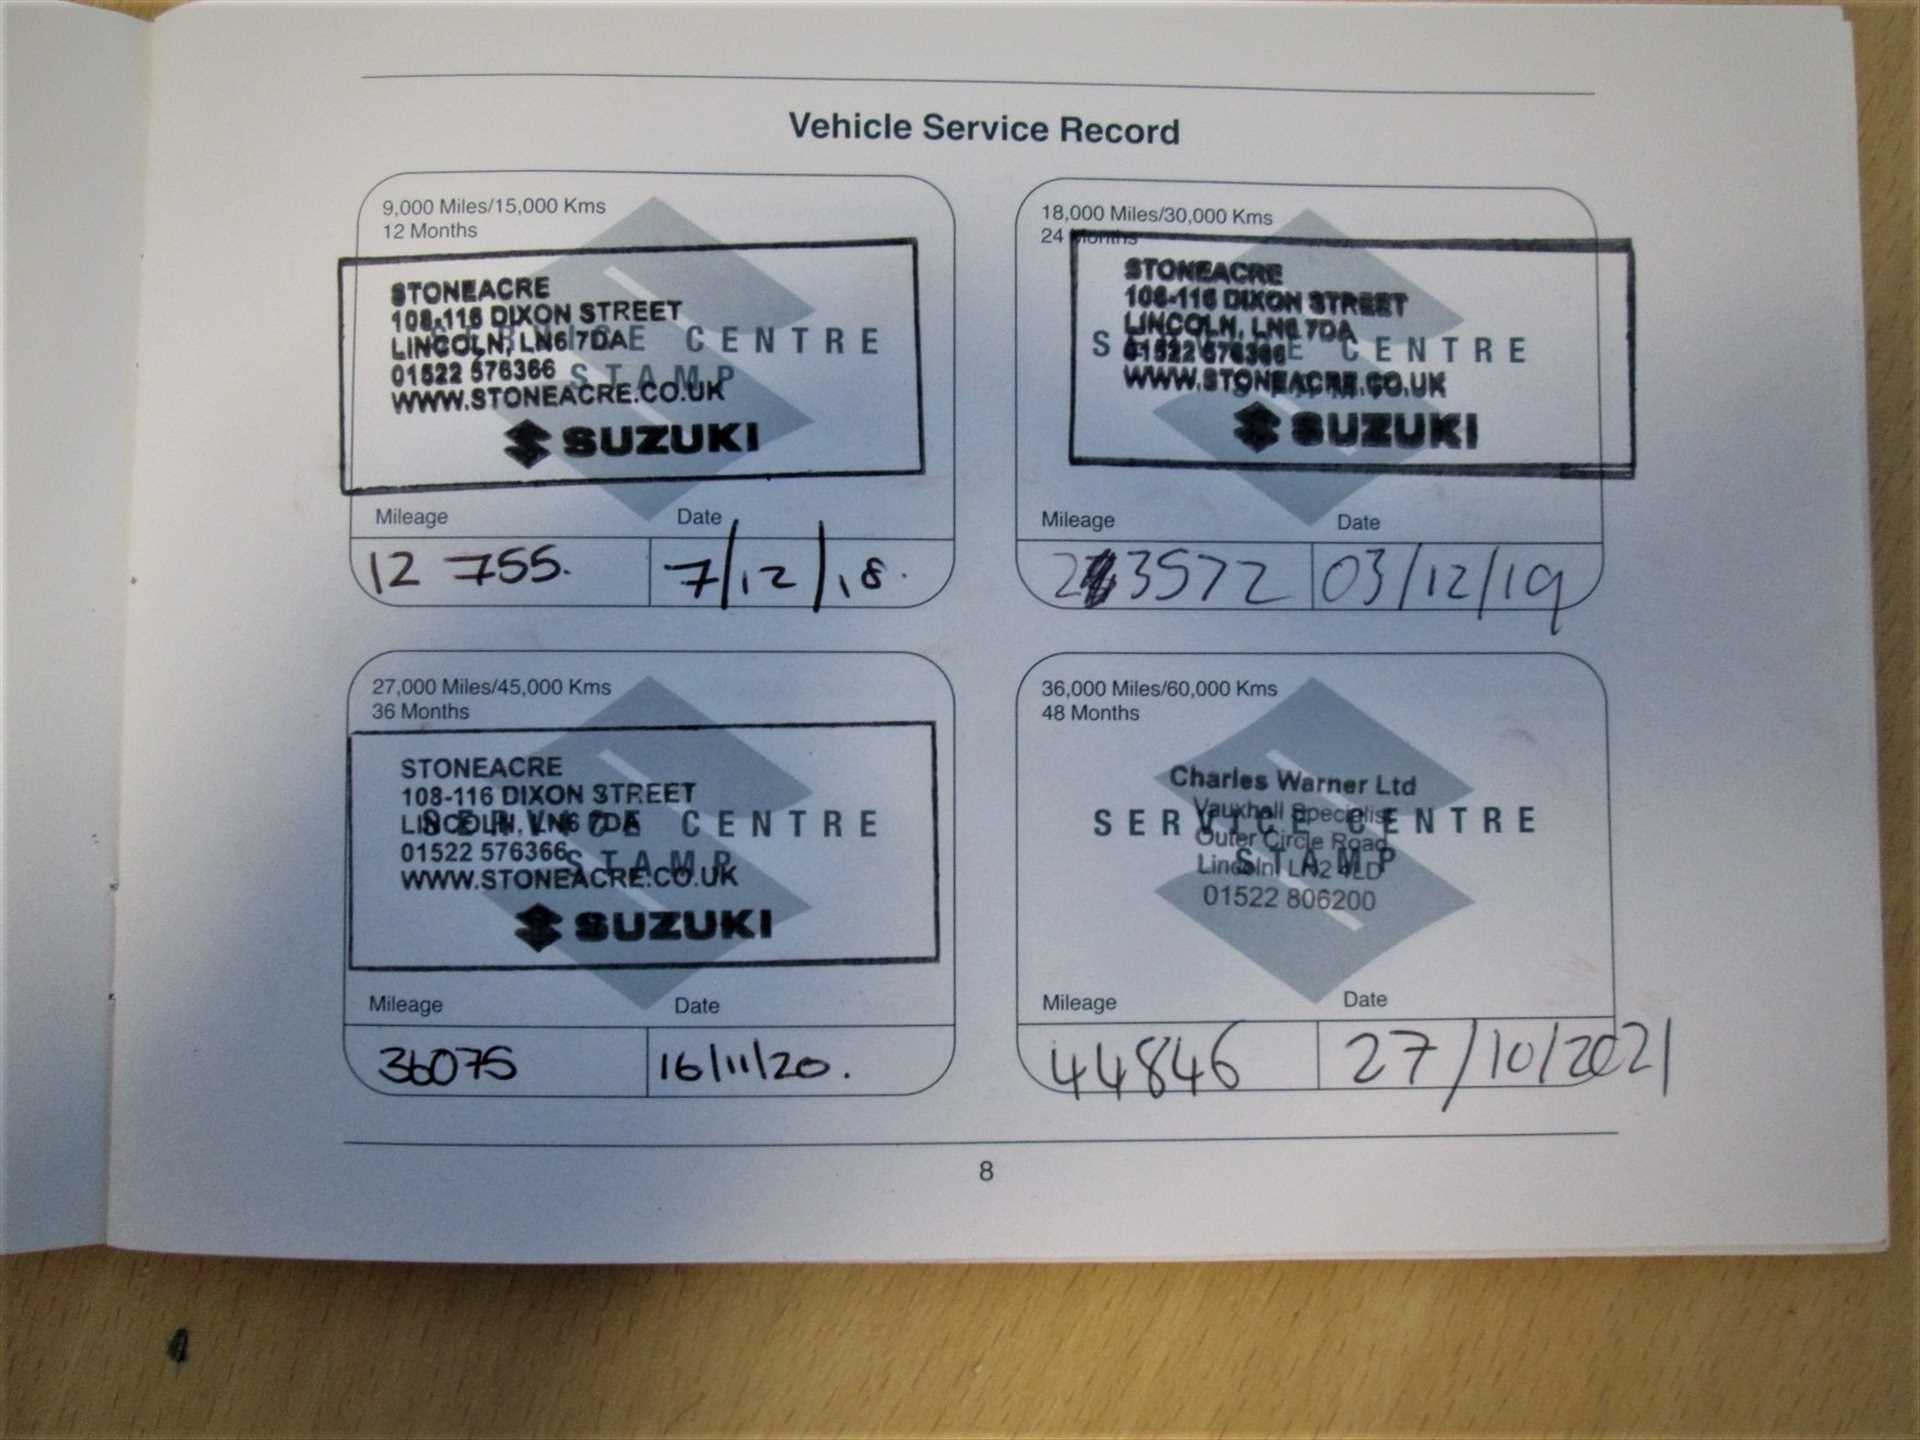 Vehicle Service Record
9,000 Miles/15,000 Kms
12 Months
STONEACRE
108-116 DIXON STREET
LINCOLN, LN6 7DA
01522 576366
WWW.STONEACRE.CO.UK
SERVICE CENTRE
STAMP
SUZUKI
Mileage Date
12 755. 7/12/18.
18,000 Miles/30,000 Kms
24 Months
STONEACRE
108-116 DIXON STREET
LINCOLN, LN6 7DA
01522 576366
WWW.STONEACRE.CO.UK
SERVICE CENTRE
SUZUKI
Mileage Date
23572 03/12/19
27,000 Miles/45,000 Kms
36 Months
STONEACRE
108-116 DIXON STREET
LINCOLN, LN6 7DA
01522 576366
WWW.STONEACRE.CO.UK
SERVICE CENTRE
STAMP
SUZUKI
Mileage Date
36075 16/11/20.
36,000 Miles/60,000 Kms
48 Months
Charles Warner Ltd
Vauxhall Specialist
Outer Circle Road
Lincoln LN2 4LD
01522 806200
SERVICE CENTRE
STAMP
Mileage Date
44846 27/10/2021
8